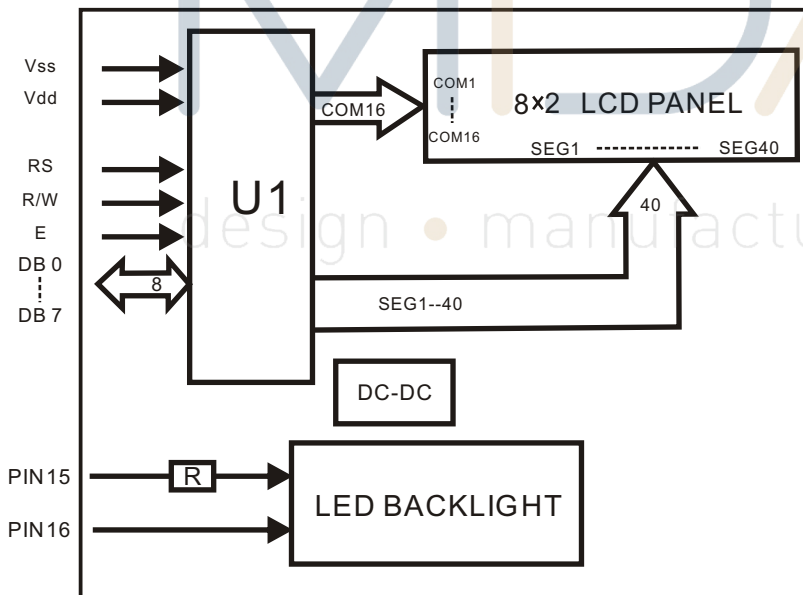 Vss
Vdd
RS
R/W
E
DB 0
DB 7
8
U1
COM16
COM1
COM16
8×2 LCD PANEL
SEG1
SEG40
40
SEG1--40
DC-DC
PIN15
R
PIN16
LED BACKLIGHT
design • manufactu